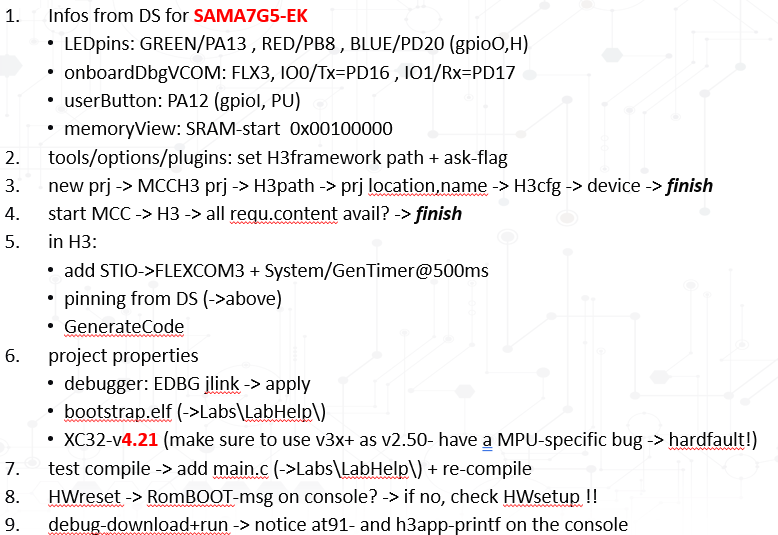 1. Infos from DS for SAMA7G5-EK
• LEDpins: GREEN/PA13 , RED/PB8 , BLUE/PD20 (gpioO,H)
• onboardDbgVCOM: FLX3, IO0/Tx=PD16 , IO1/Rx=PD17
• userButton: PA12 (gpioI, PU)
• memoryView: SRAM-start 0x00100000
2. tools/options/plugins: set H3framework path + ask-flag
3. new prj -> MCCH3 prj -> H3path -> prj location,name -> H3cfg -> device -> finish
4. start MCC -> H3 -> all requ.content avail? -> finish
5. in H3:
• add STIO->FLEXCOM3 + System/GenTimer@500ms
• pinning from DS (->above)
• GenerateCode
6. project properties
• debugger: EDBG jlink -> apply
• bootstrap.elf (->Labs\LabHelp\)
• XC32-v4.21 (make sure to use v3x+ as v2.50- have a MPU-specific bug -> hardfault!)
7. test compile -> add main.c (->Labs\LabHelp\) + re-compile
8. HWreset -> RomBOOT-msg on console? -> if no, check HWsetup !!
9. debug-download+run -> notice at91- and h3app-printf on the console